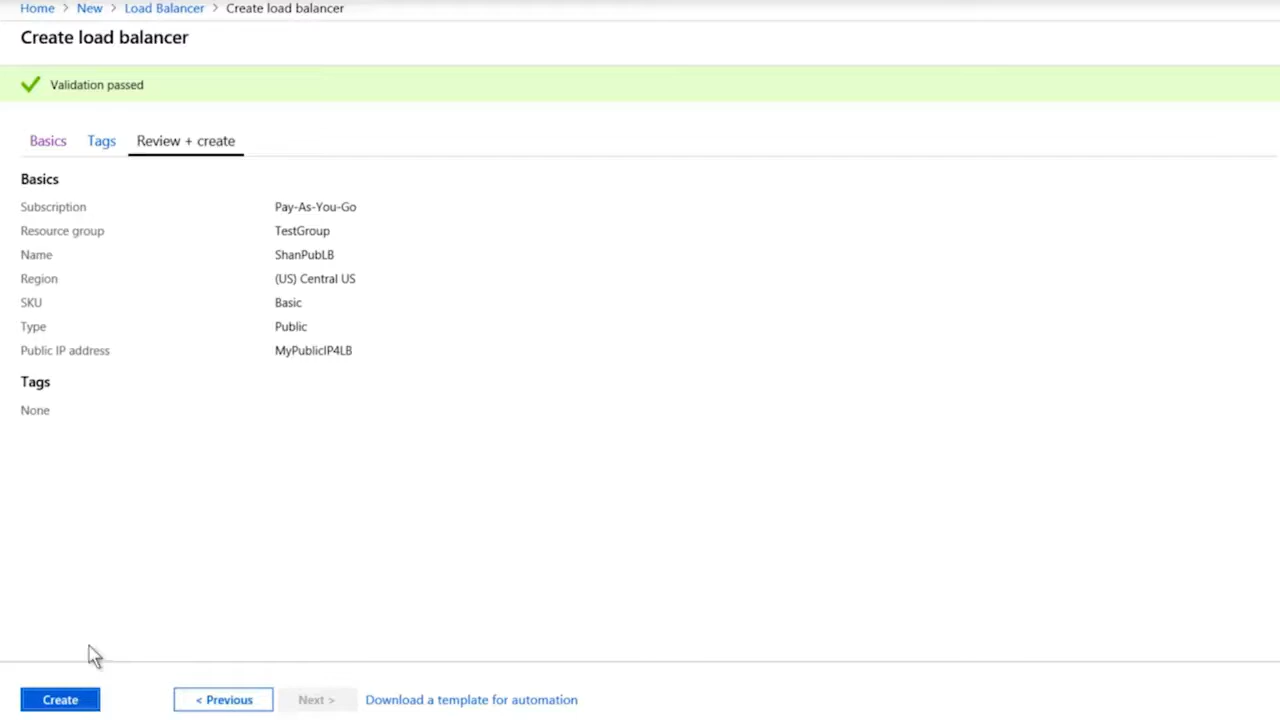 Home > New > Load Balancer > Create load balancer
Create load balancer
Validation passed
Basics Tags Review + create
Basics
Subscription Pay-As-You-Go
Resource group TestGroup
Name ShanPubLB
Region (US) Central US
SKU Basic
Type Public
Public IP address MyPublicIP4LB
Tags
None
Create < Previous Next > Download a template for automation